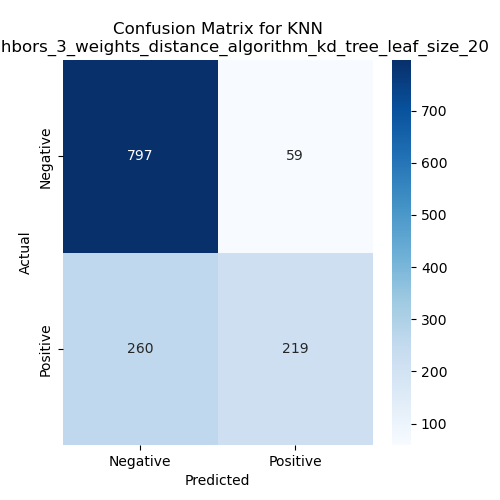 Confusion Matrix for KNN
hbors_3_weights_distance_algorithm_kd_tree_leaf_size_20
Negative
797
59
Actual
Positive
260
219
Negative
Positive
Predicted
700
600
500
400
300
200
100